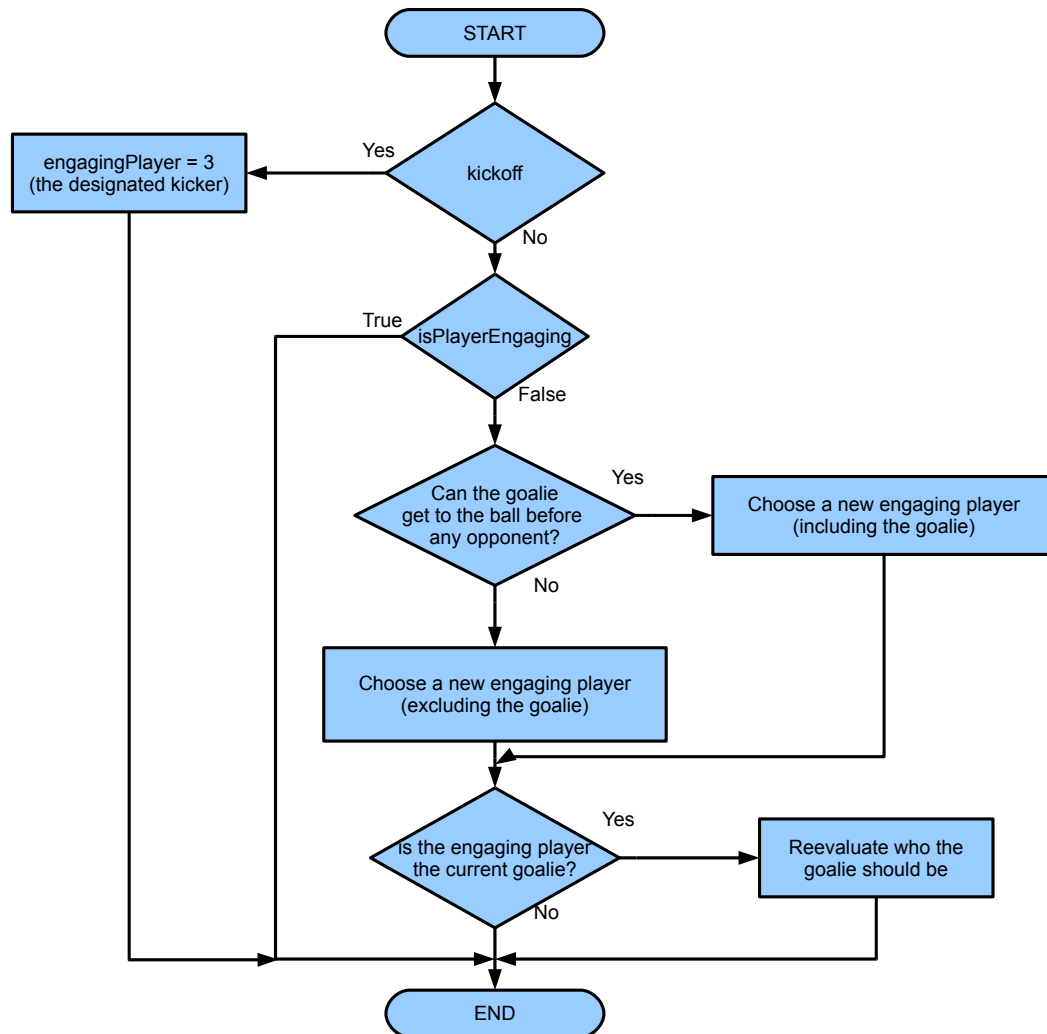 START
kickoff
Yes
engagingPlayer = 3
(the designated kicker)
No
isPlayerEngaging
True
False
Can the goalie
get to the ball before
any opponent?
Yes
Choose a new engaging player
(including the goalie)
No
Choose a new engaging player
(excluding the goalie)
is the engaging player
the current goalie?
Yes
Reevaluate who the
goalie should be
No
END